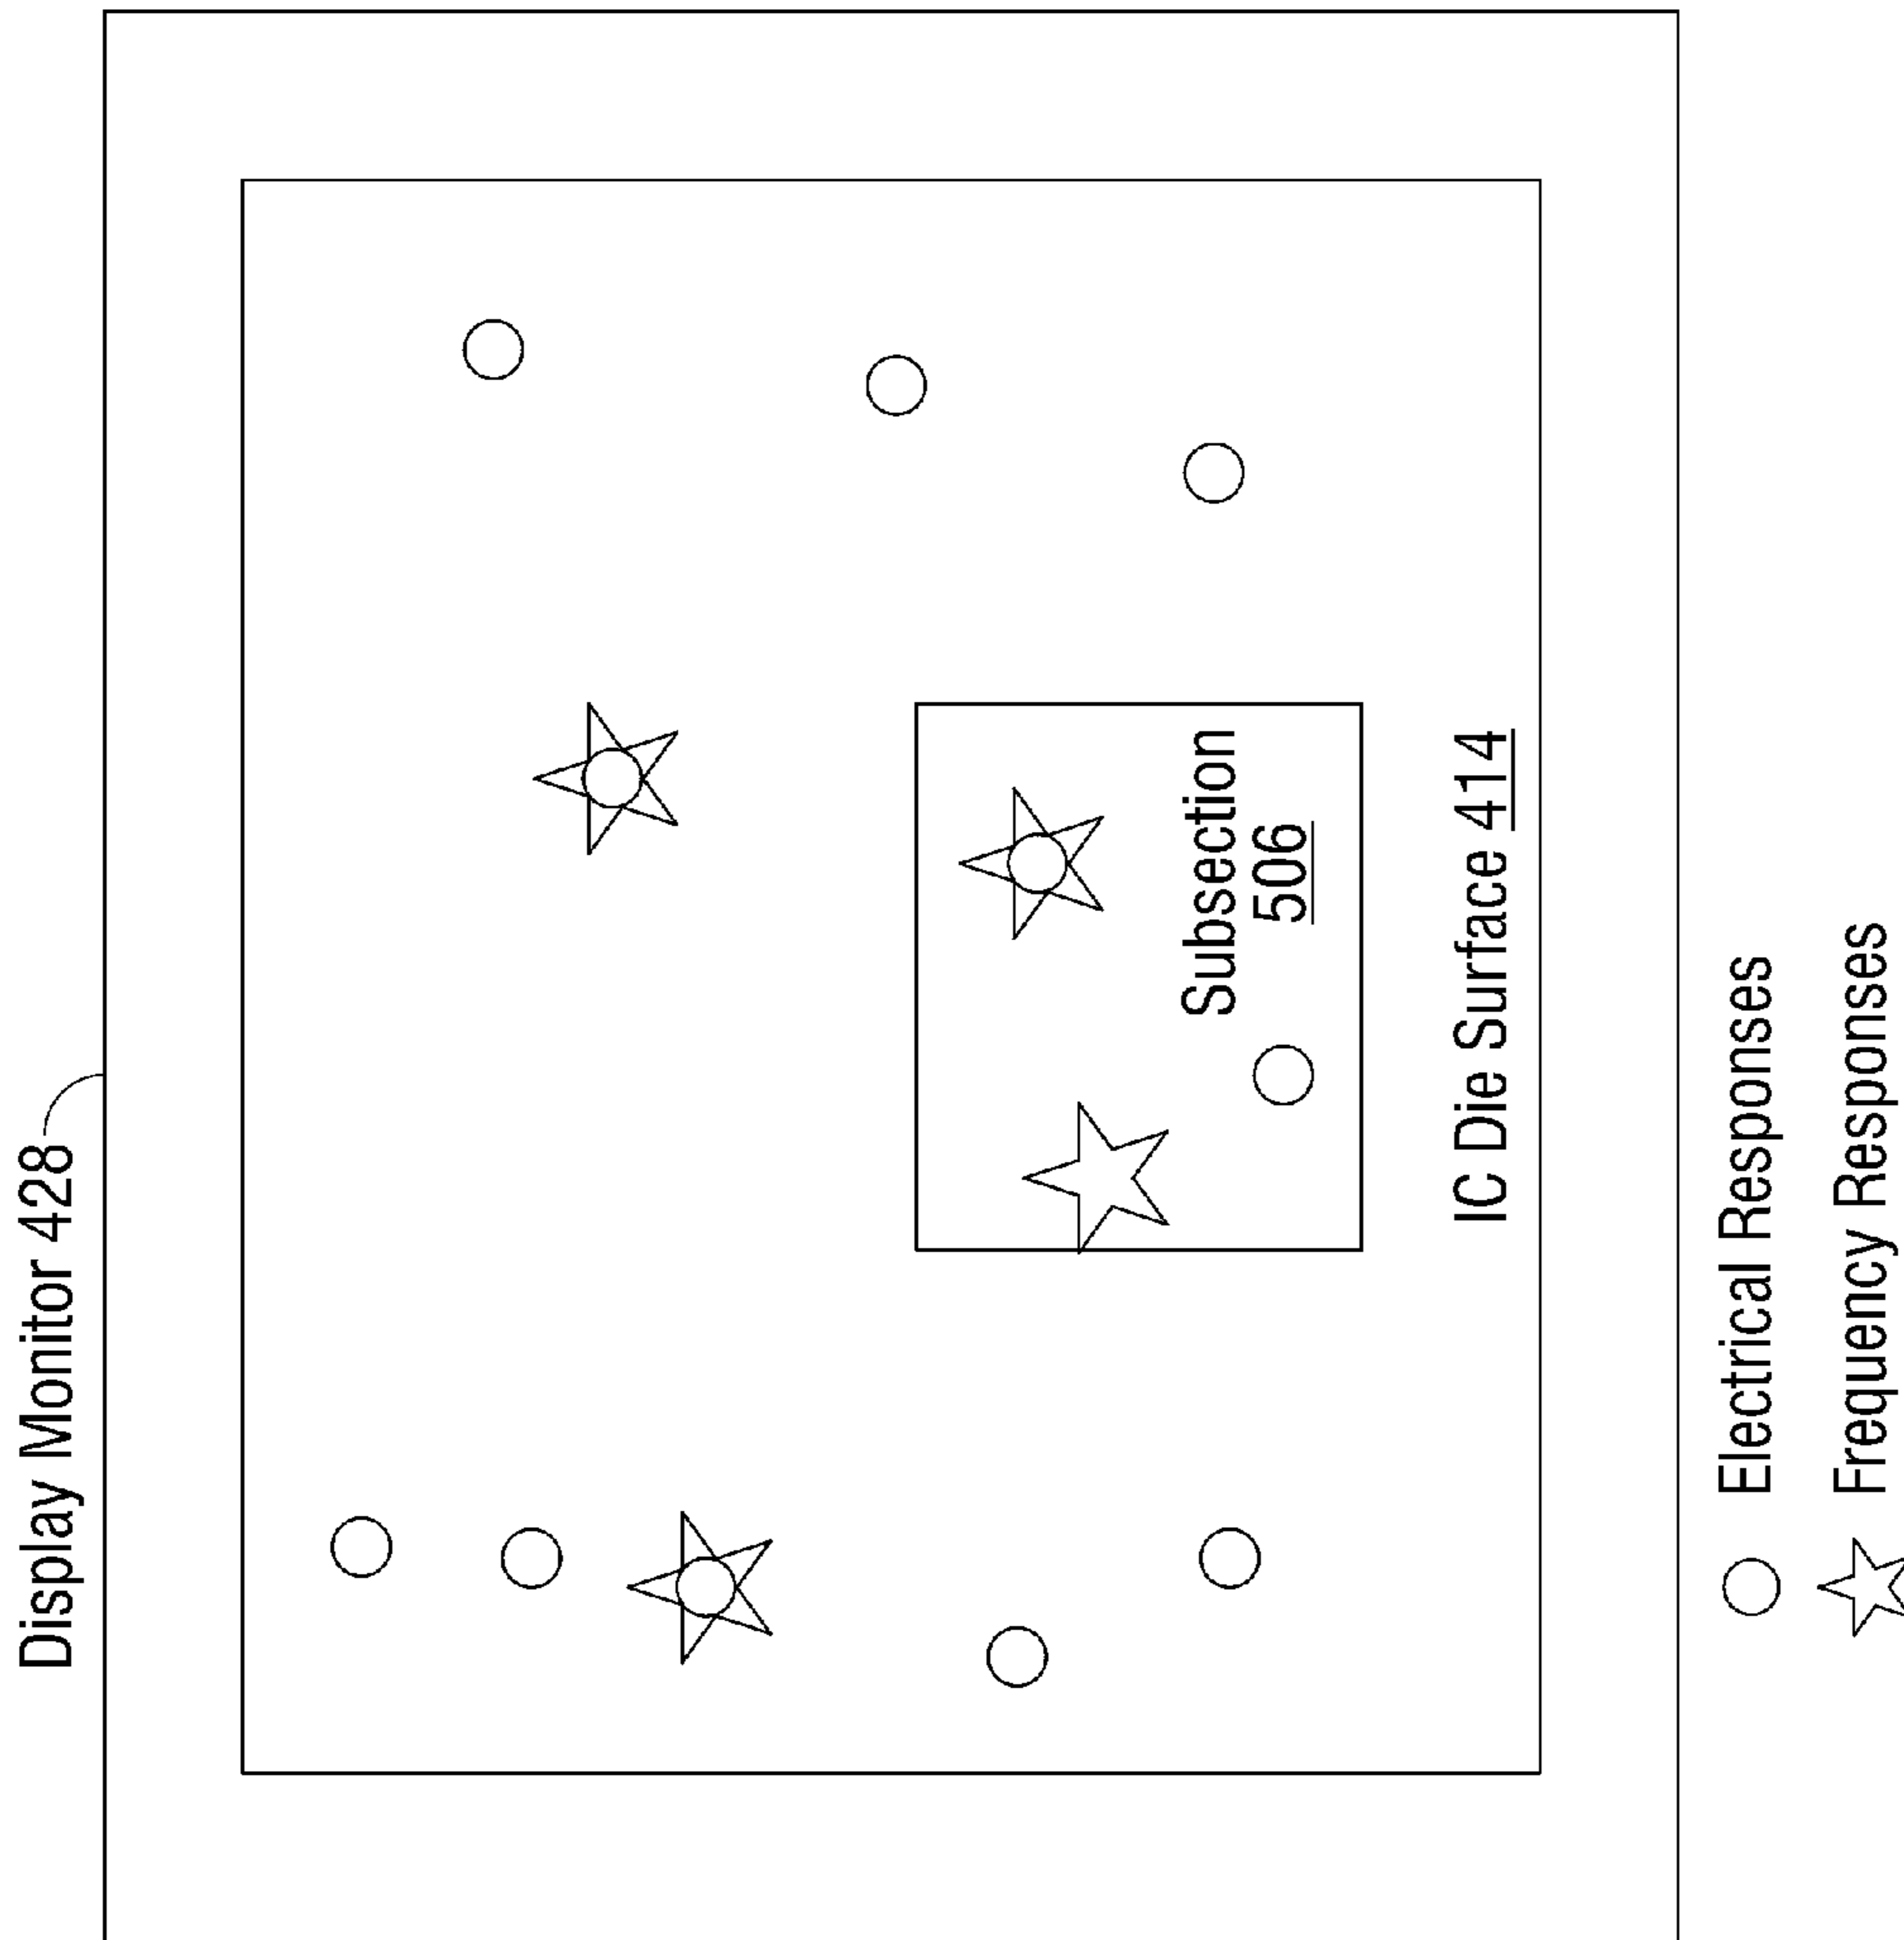 Display Monitor 428
Subsection
506
IC Die Surface 414
Electrical Responses
Frequency Responses